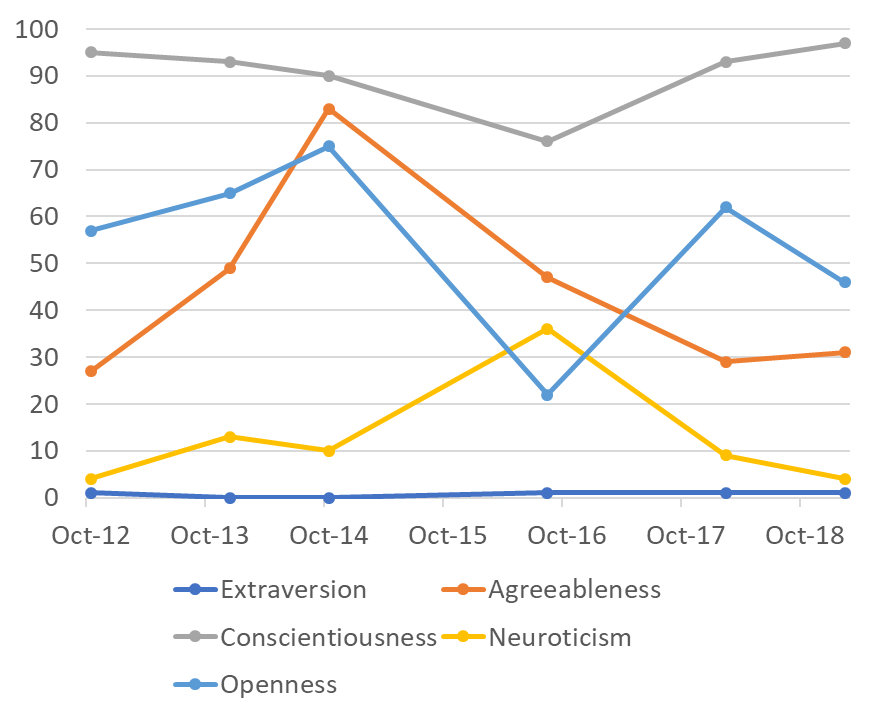 100
90
80
70
60
50
40
30
20
10
0
Oct-12 Oct-13 Oct-14 Oct-15 Oct-16 Oct-17 Oct-18
Extraversion Agreeableness
Conscientiousness Neuroticism
Openness